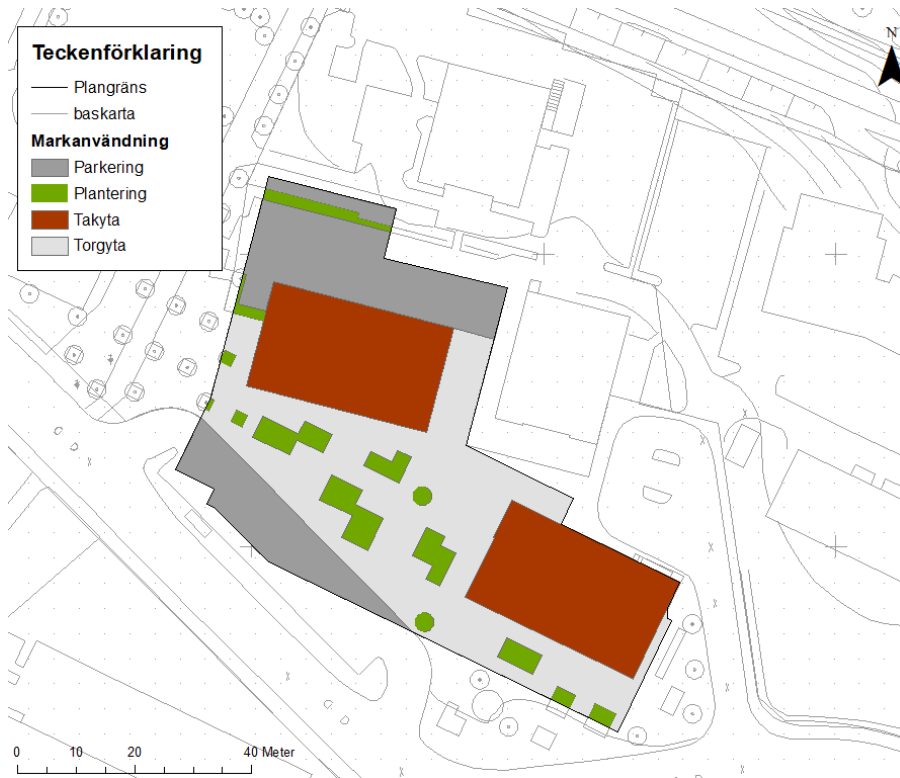 Teckenförklaring
Plangräns
baskarta
Markanvändning
Parkering
Plantering
Takyta
Torgyta
N
0 10 20 40 Meter